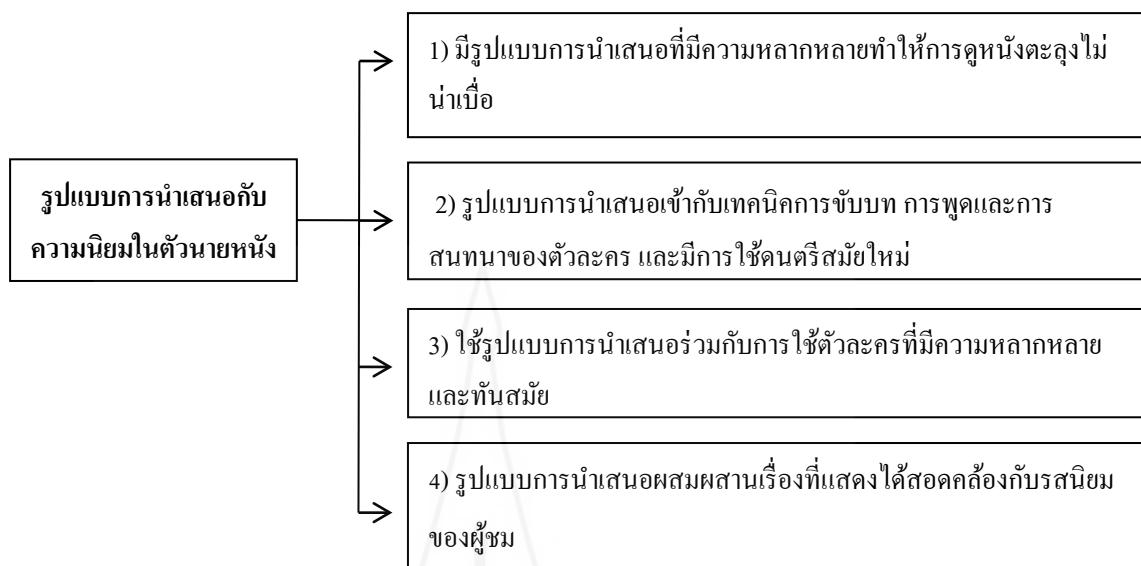 1) มีรูปแบบการนำเสนอที่มีความหลากหลายทำให้การดูหนังตะลุงไม่
น่าเบื่อ
รูปแบบการนำเสนอกับ
ความนิยมในตัวนายหนัง
2) รูปแบบการนำเสนอเข้ากับเทคนิคการขับบท การพูดและการ
สนทนาของตัวละคร และมีการใช้ดนตรีสมัยใหม่
3) ใช้รูปแบบการนำเสนอร่วมกับการใช้ตัวละครที่มีความหลากหลาย
และทันสมัย
4) รูปแบบการนำเสนอผสมผสานเรื่องที่แสดงได้สอดคล้องกับรสนิยม
ของผู้ชม